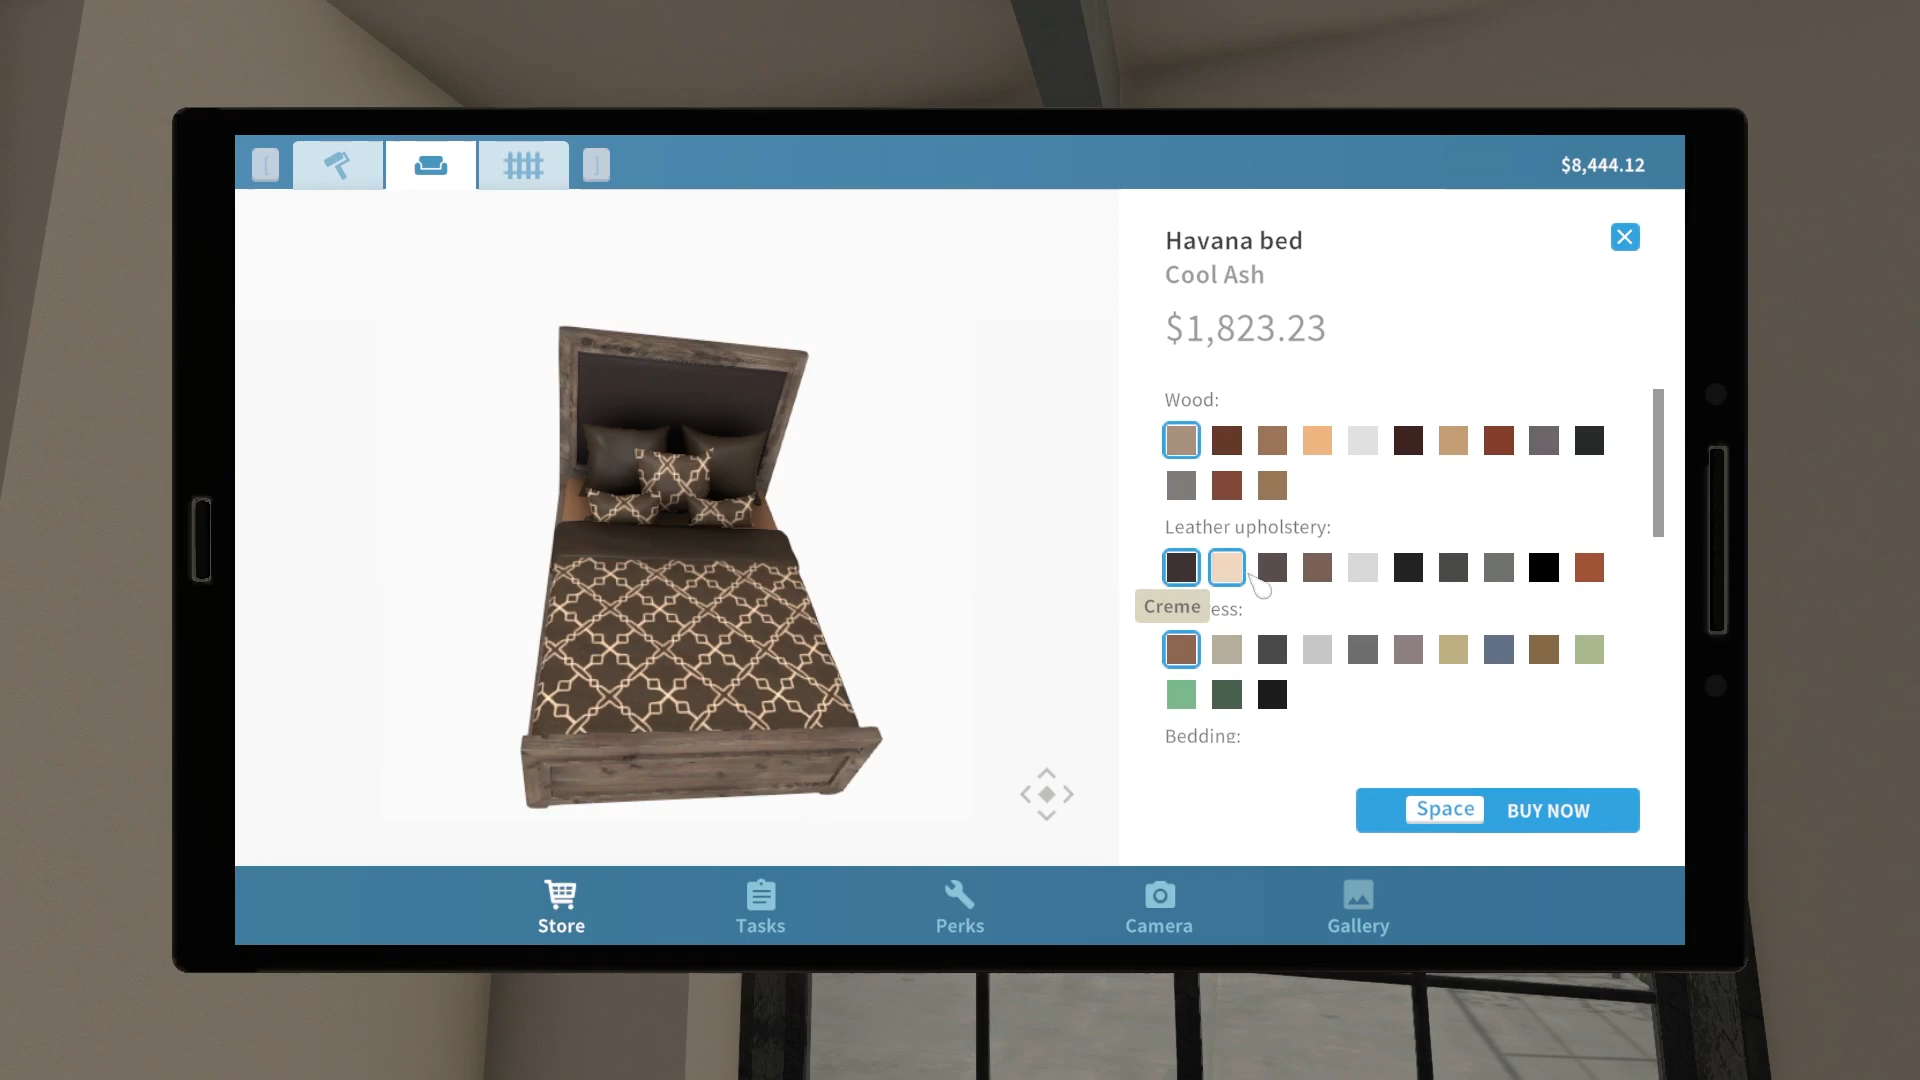 [
]
$8,444.12
Havana bed
Cool Ash
$1,823.23
Wood:
Leather upholstery:
Creme
ess:
Bedding:
Space BUY NOW
Store
Tasks
Perks
Camera
Gallery